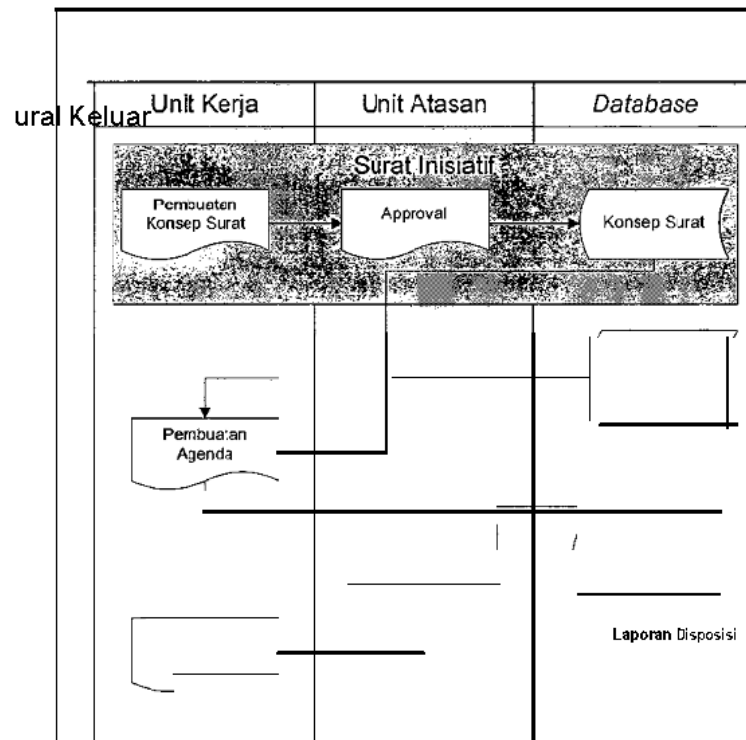 ural Keluar
Unit Kerja
Unit Atasan
Database
Surat Inisiatif
Pembuatan
Konsep Surat
Approval
Konsep Surat
Pembuatan
Agenda
Laporan Disposisi